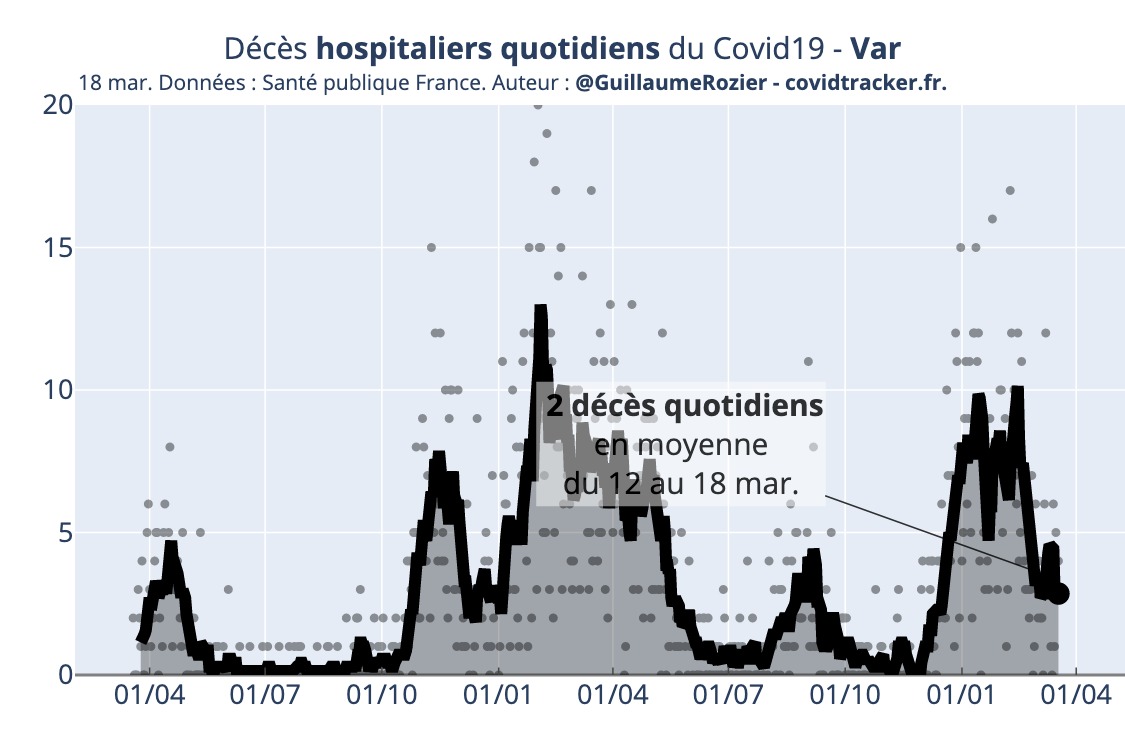 Décès hospitaliers quotidiens du Covid19 - Var
18 mar. Données : Santé publique France. Auteur : @GuillaumeRozier - covidtracker.fr.
20
15
10
5
0
2 décès quotidiens
en moyenne
du 12 au 18 mar.
01/04 01/07 01/10 01/01 01/04 01/07 01/10 01/01 01/04